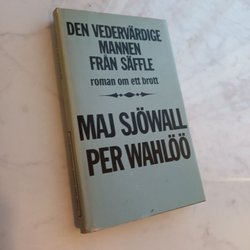 DEN VEDERVÄRDIGE
MANNEN
FRÅN SÄFFLE
roman om ett brott
MAJ SJÖWALL
PER WAHLÖÖ